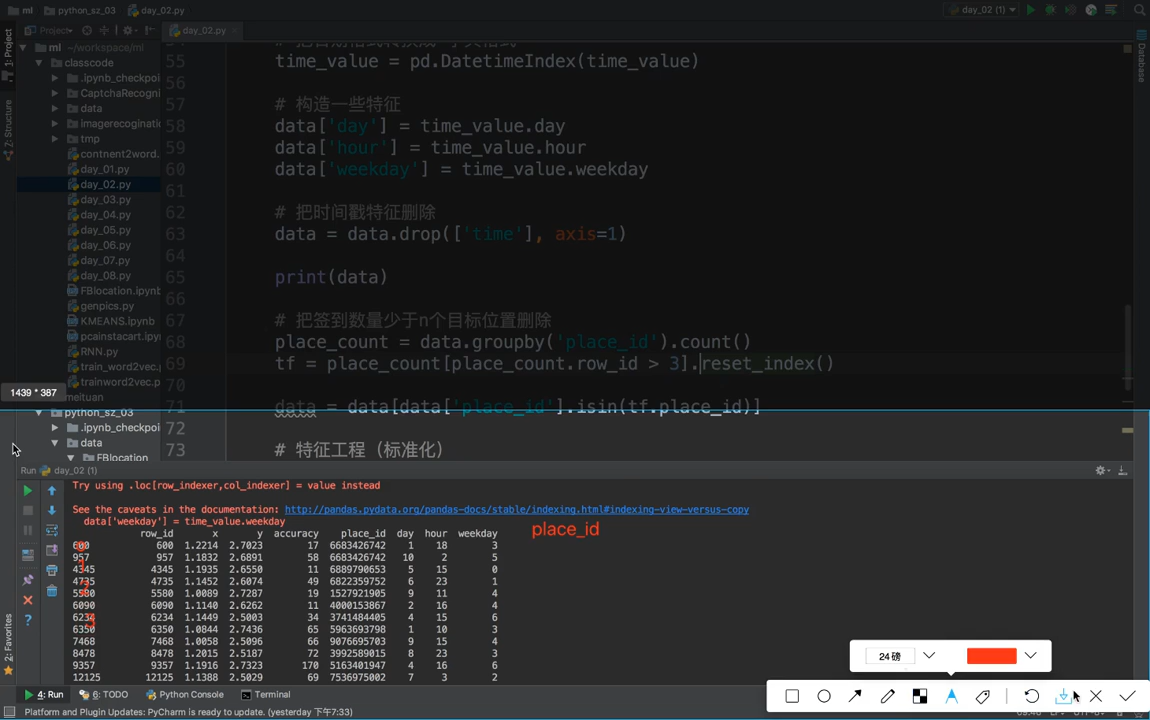 ml python_sz_03 day_02.py day_02 (1)
Project day_02.py
1: Project
Z: Structure
2: Favorites
Database
ml ~/workspace/ml
classcode
.ipynb_checkpoi
CaptchaRecogni
data
imagerecoginatio
tmp
contnent2word.
day_01.py
day_02.py
day_03.py
day_04.py
day_05.py
day_06.py
day_07.py
day_08.py
FBlocation.ipynb
genpics.py
KMEANS.ipynb
pcainstacart.ipy
RNN.py
train_word2vec.
trainword2vec.p
meituan
python_sz_03
.ipynb_checkpoi
data
FBlocation
55 time_value = pd.DatetimeIndex(time_value)
56
57 # 构造一些特征
58 data['day'] = time_value.day
59 data['hour'] = time_value.hour
60 data['weekday'] = time_value.weekday
61
62 # 把时间戳特征删除
63 data = data.drop(['time'], axis=1)
64
65 print(data)
66
67 # 把签到数量少于n个目标位置删除
68 place_count = data.groupby('place_id').count()
69 tf = place_count[place_count.row_id > 3].reset_index()
70
71 data = data[data['place_id'].isin(tf.place_id)]
72
73 # 特征工程（标准化）
1439 * 387
Run day_02 (1)
Try using .loc[row_indexer,col_indexer] = value instead
See the caveats in the documentation: http://pandas.pydata.org/pandas-docs/stable/indexing.html#indexing-view-versus-copy
data['weekday'] = time_value.weekday
place_id
row_id x y accuracy place_id day hour weekday
600 600 1.2214 2.7023 17 6683426742 1 18 3
957 957 1.1832 2.6891 58 6683426742 10 2 5
4345 4345 1.1935 2.6550 11 6889790653 5 15 0
4735 4735 1.1452 2.6074 49 6822359752 6 23 1
5580 5580 1.0089 2.7287 19 1527921905 9 11 4
6090 6090 1.1140 2.6262 11 4000153867 2 16 4
6234 6234 1.1449 2.5003 34 3741484405 4 15 6
6350 6350 1.0844 2.7436 65 5963693798 1 10 3
7468 7468 1.0058 2.5096 66 9076695703 9 15 4
8478 8478 1.2015 2.5187 72 3992589015 8 23 3
9357 9357 1.1916 2.7323 170 5163401947 4 16 6
12125 12125 1.1388 2.5029 69 7536975002 7 3 2
0
1
2
3
24磅
4: Run 6: TODO Python Console Terminal
Platform and Plugin Updates: PyCharm is ready to update. (yesterday 下午7:33)